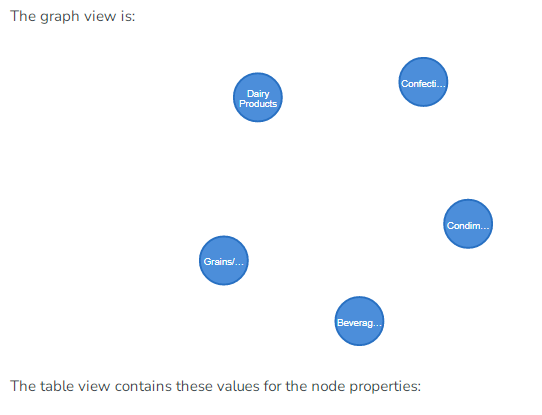 The graph view is:
Confecti...
Dairy
Products
Condim...
Grains/...
Beverag...
The table view contains these values for the node properties: